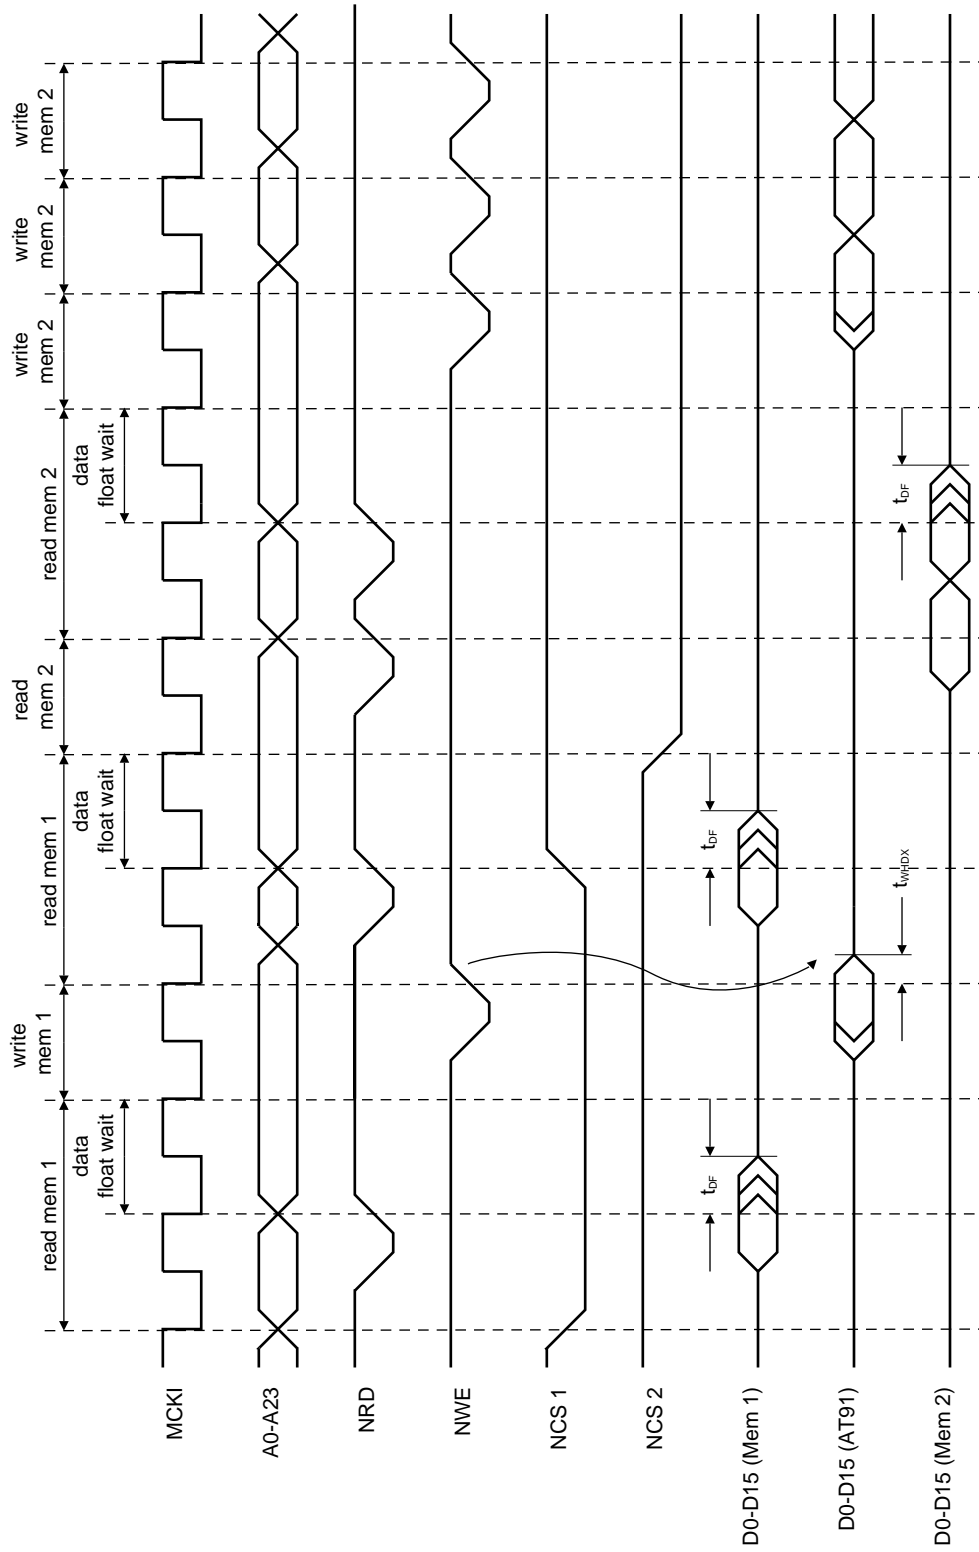 read mem 1
write
mem 1
read mem 1
read
mem 2
read mem 2
write
mem 2
write
mem 2
write
mem 2
data
float wait
data
float wait
data
float wait
MCKI
A0-A23
NRD
NWE
NCS 1
NCS 2
D0-D15 (Mem 1)
tDF
tDF
D0-D15 (AT91)
tWHDX
D0-D15 (Mem 2)
tDF